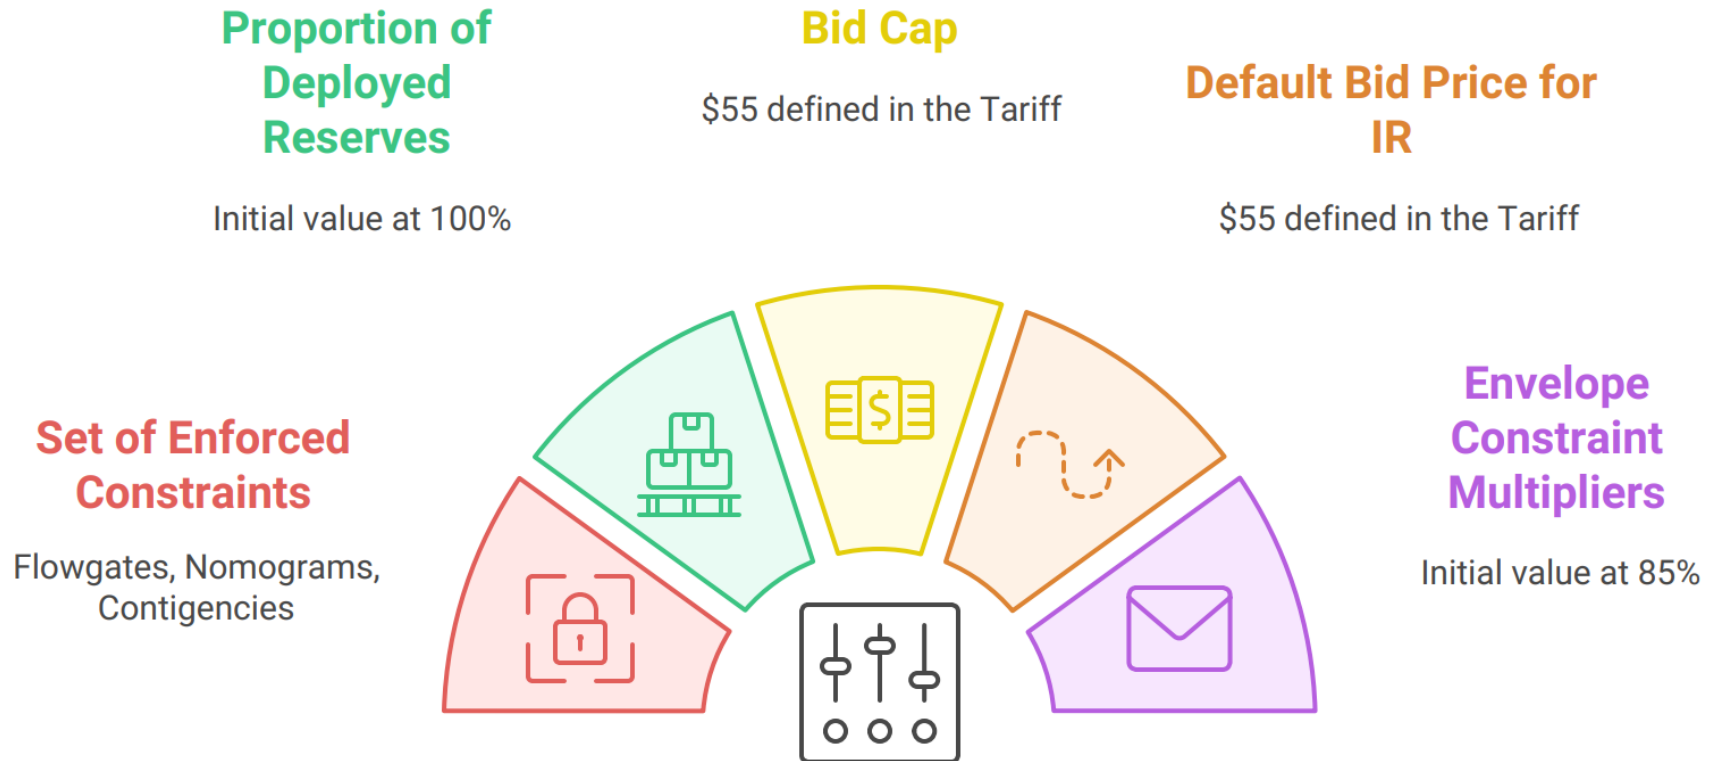 Proportion of
Deployed
Reserves
Initial value at 100%
Bid Cap
$55 defined in the Tariff
Default Bid Price for
IR
$55 defined in the Tariff
Set of Enforced
Constraints
Flowgates, Nomograms,
Contigencies
$
Envelope
Constraint
Multipliers
Initial value at 85%